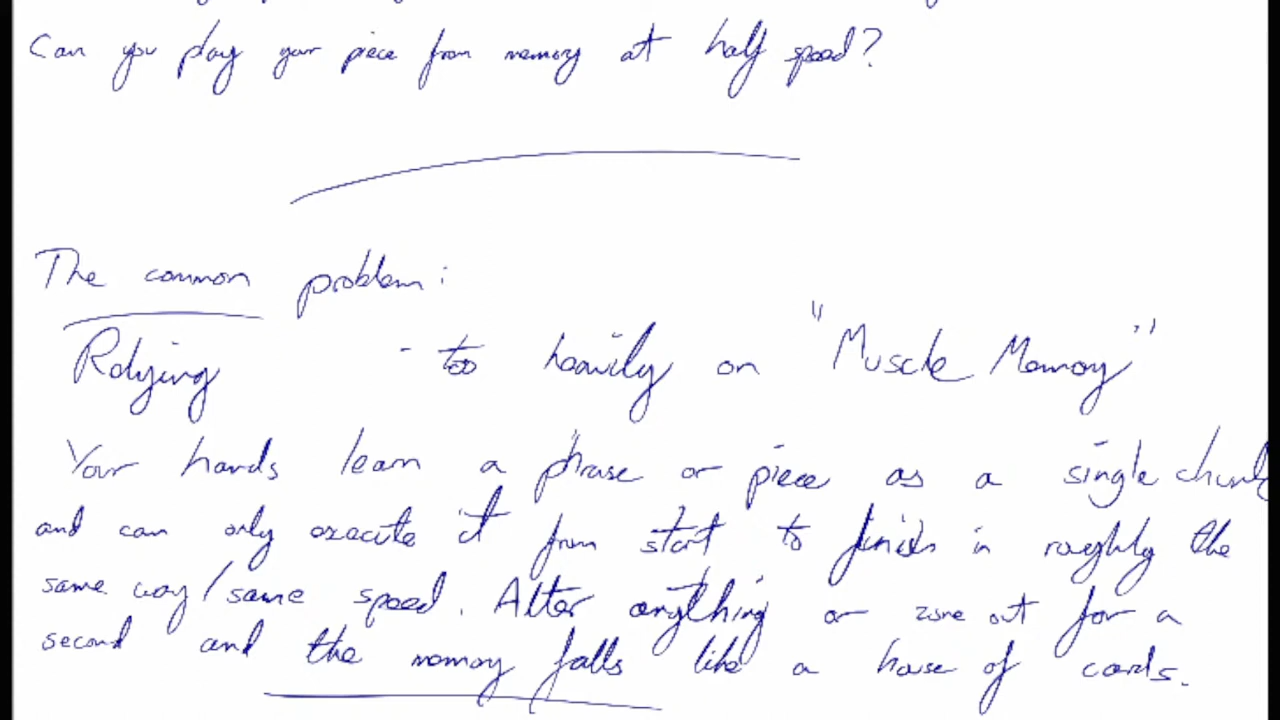 Can you play your piece from memory at half speed?
The common problem:
Relying - too heavily on "Muscle Memory"
Your hands learn a phrase or piece as a single chunk
and can only execute it from start to finish in roughly the
same way/same speed. Alter anything or zone out for a
second and the memory falls like a house of cards.